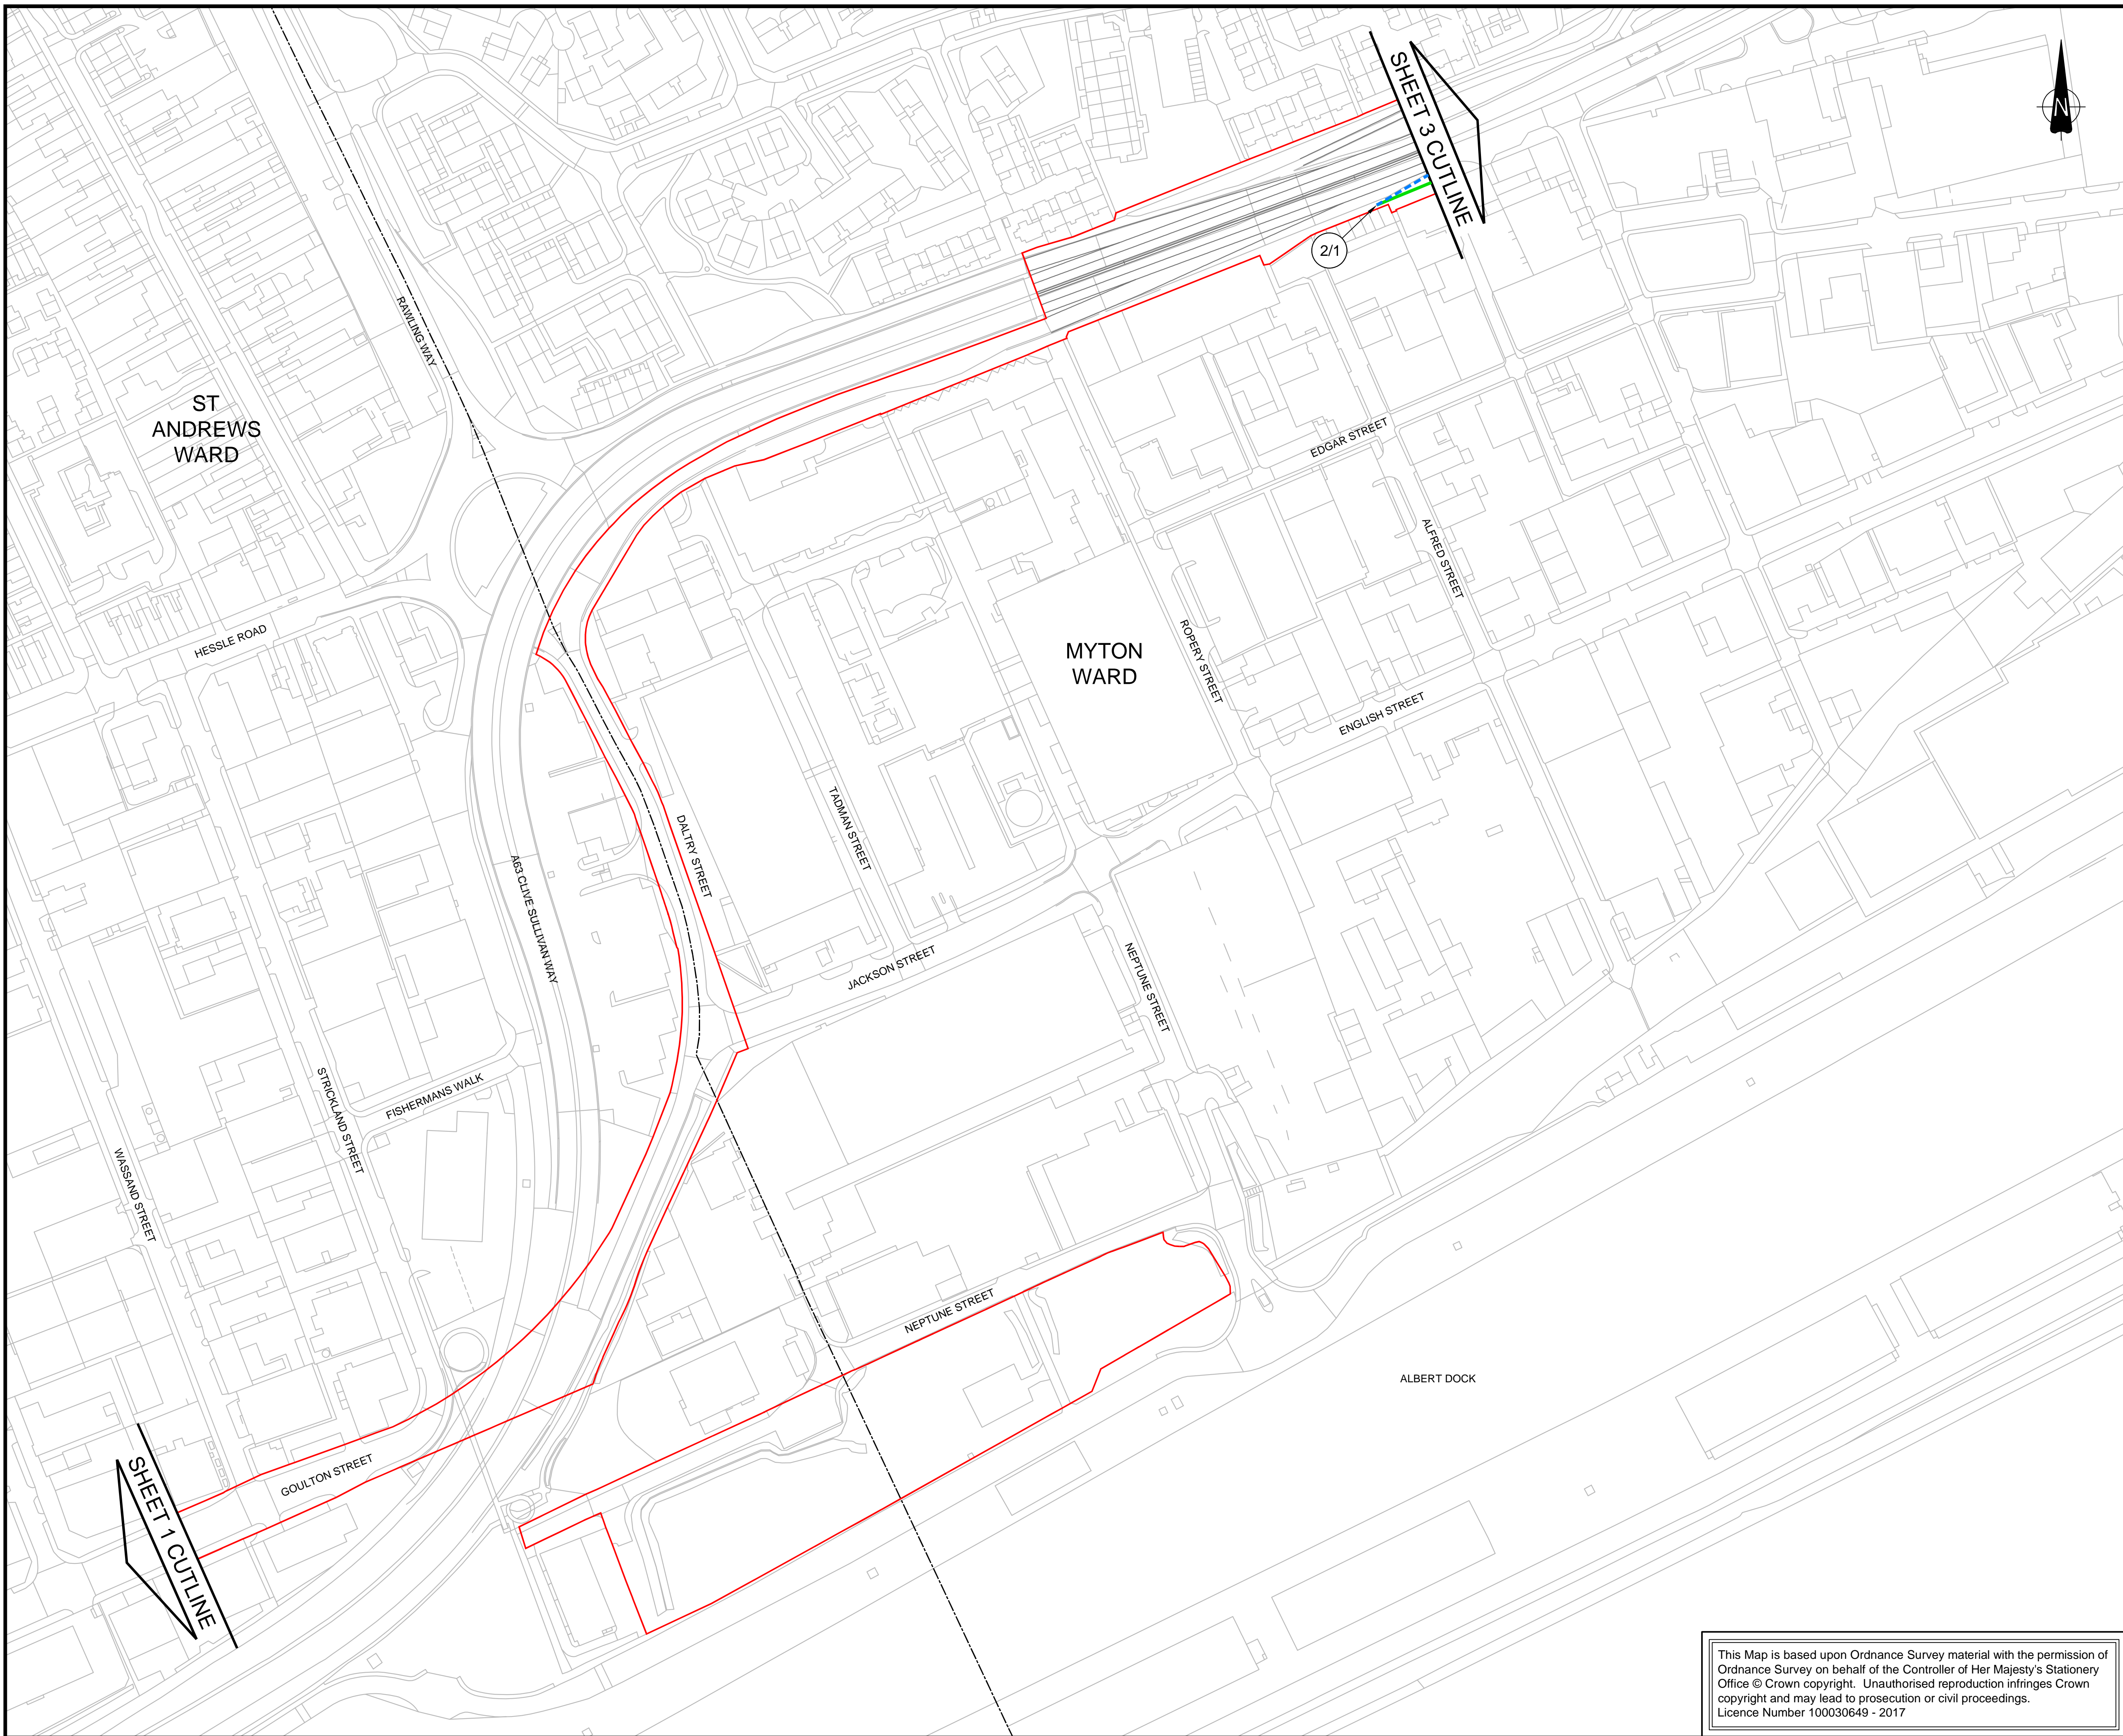 SHEET 3 CUTLINE
N
2/1
RAWLING WAY
ST
ANDREWS
WARD
EDGAR STREET
ALFRED STREET
HESSLE ROAD
MYTON
WARD
ROPERY STREET
ENGLISH STREET
TADMAN STREET
DALTRY STREET
A63 CLIVE SULLIVAN WAY
JACKSON STREET
NEPTUNE STREET
FISHERMANS WALK
STRICKLAND STREET
WASSAND STREET
NEPTUNE STREET
ALBERT DOCK
GOULTON STREET
SHEET 1 CUTLINE
This Map is based upon Ordnance Survey material with the permission of
Ordnance Survey on behalf of the Controller of Her Majesty's Stationery
Office © Crown copyright. Unauthorised reproduction infringes Crown
copyright and may lead to prosecution or civil proceedings.
Licence Number 100030649 - 2017